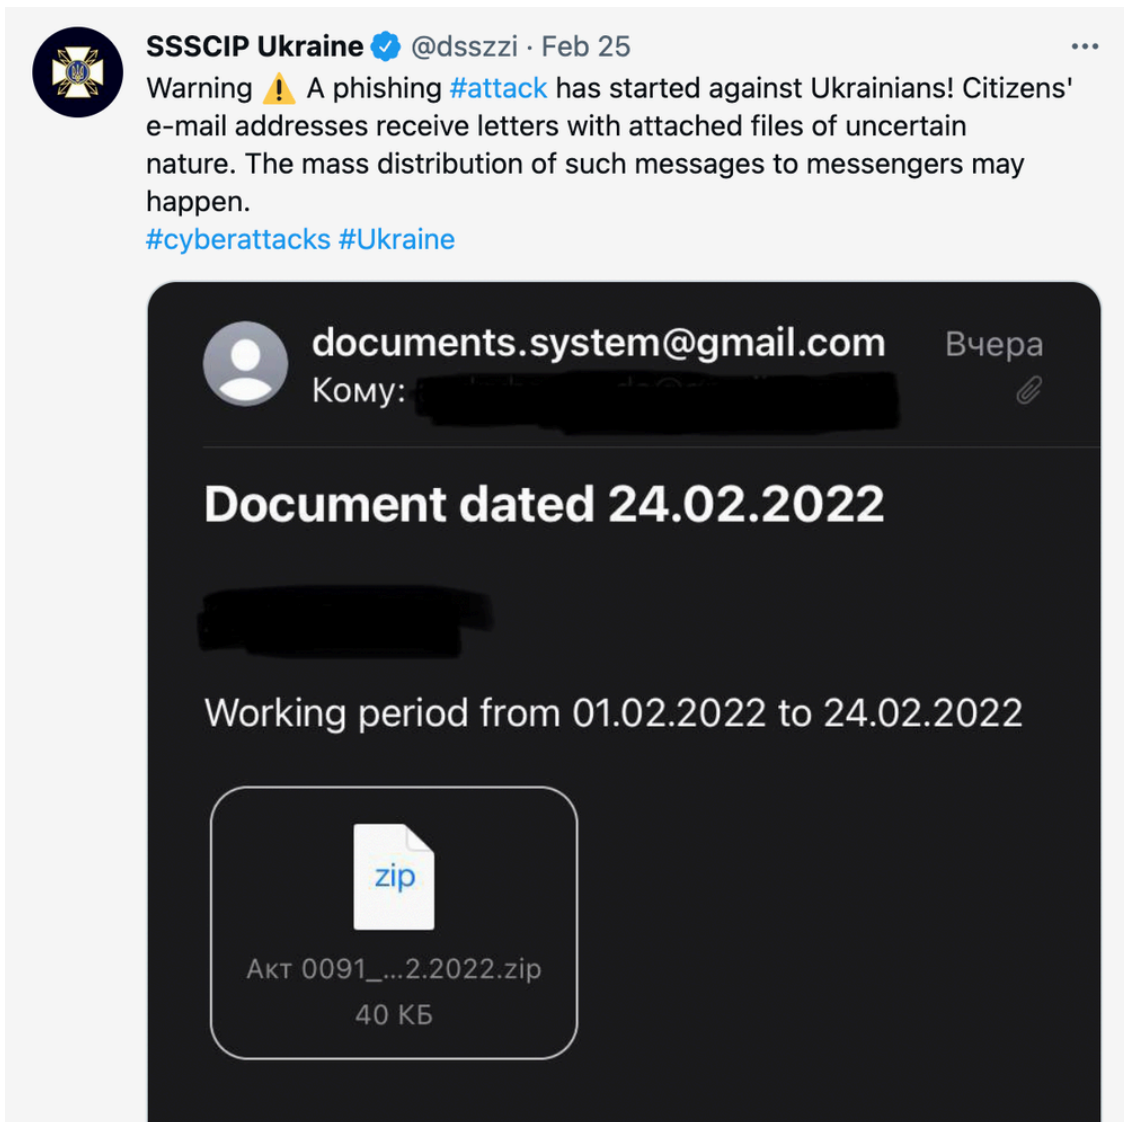 SSSCIP Ukraine @dsszzi · Feb 25
Warning ⚠️ A phishing #attack has started against Ukrainians! Citizens'
e-mail addresses receive letters with attached files of uncertain
nature. The mass distribution of such messages to messengers may
happen.
#cyberattacks #Ukraine
documents.system@gmail.com Вчера
Кому:
Document dated 24.02.2022
Working period from 01.02.2022 to 24.02.2022
zip
Акт 0091_...2.2022.zip
40 КБ